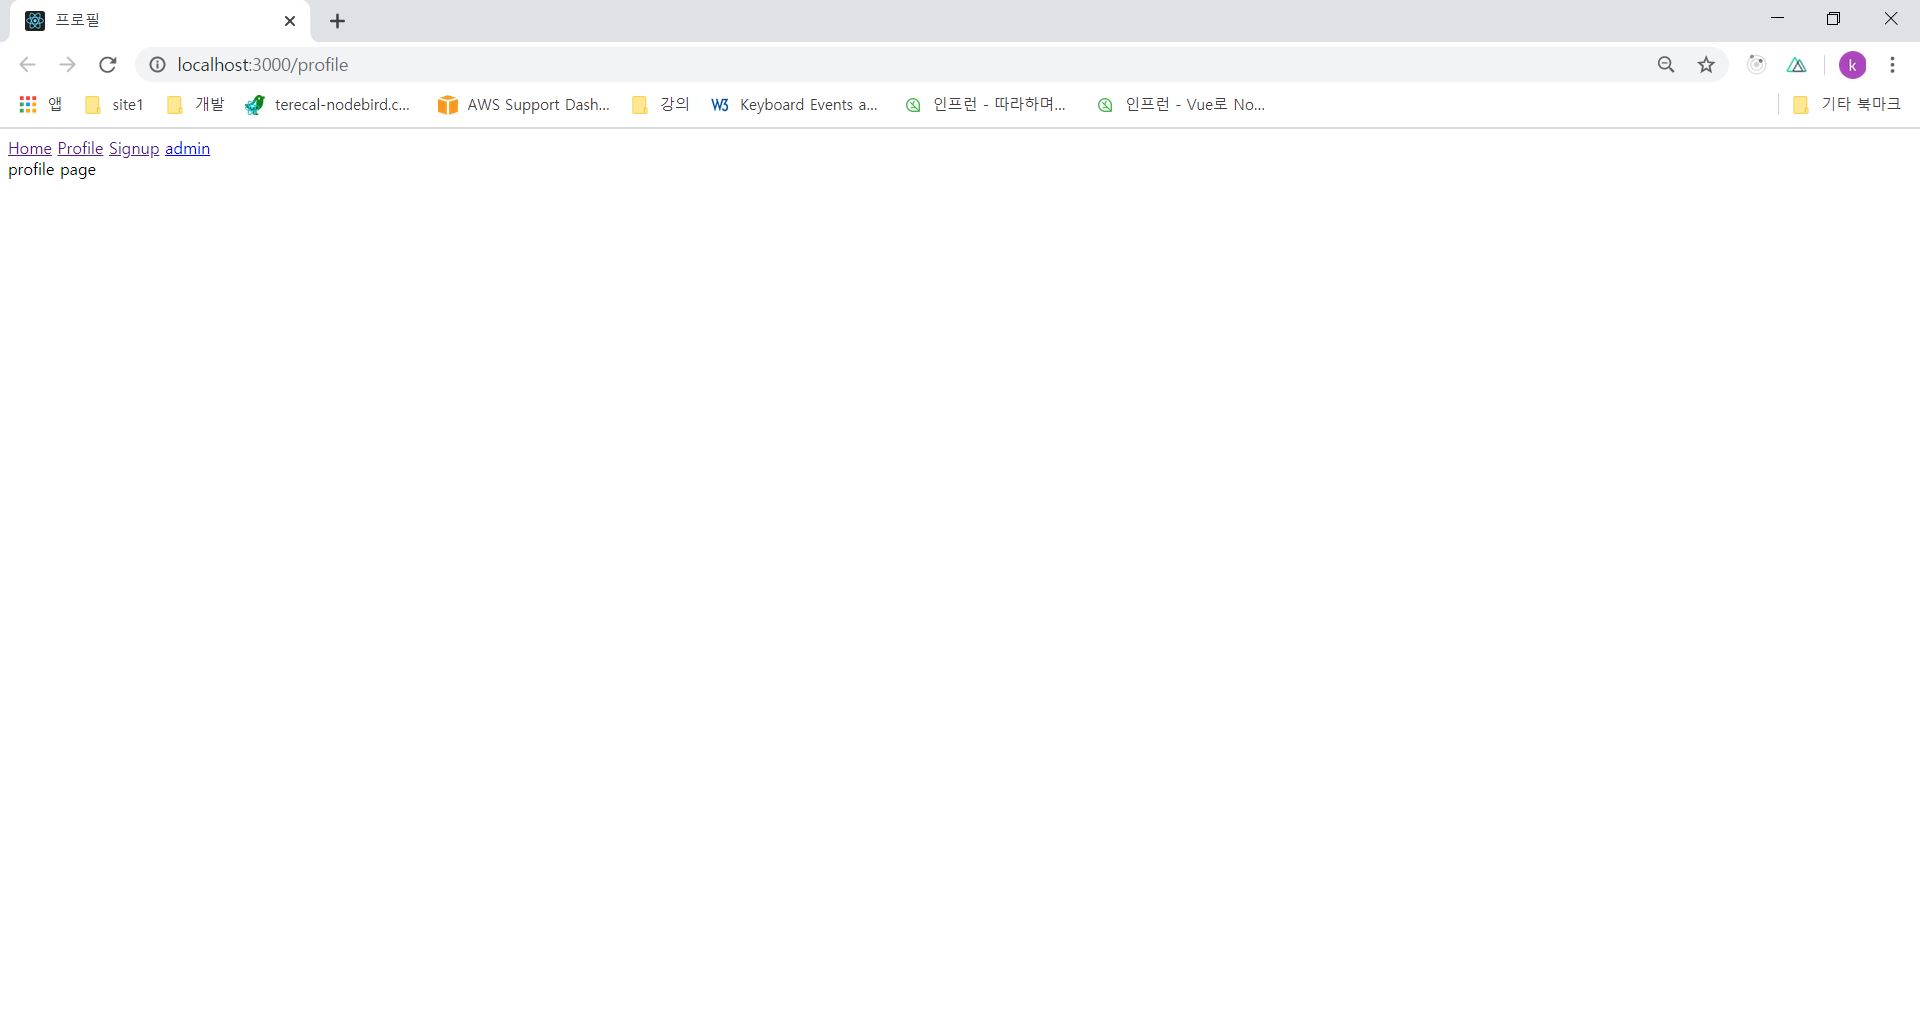 프로필
localhost:3000/profile
k
앱 site1 개발 terecal-nodebird.c... AWS Support Dash... 강의 W3 Keyboard Events a... 인프런 - 따라하며... 인프런 - Vue로 No... 기타 북마크
Home Profile Signup admin
profile page